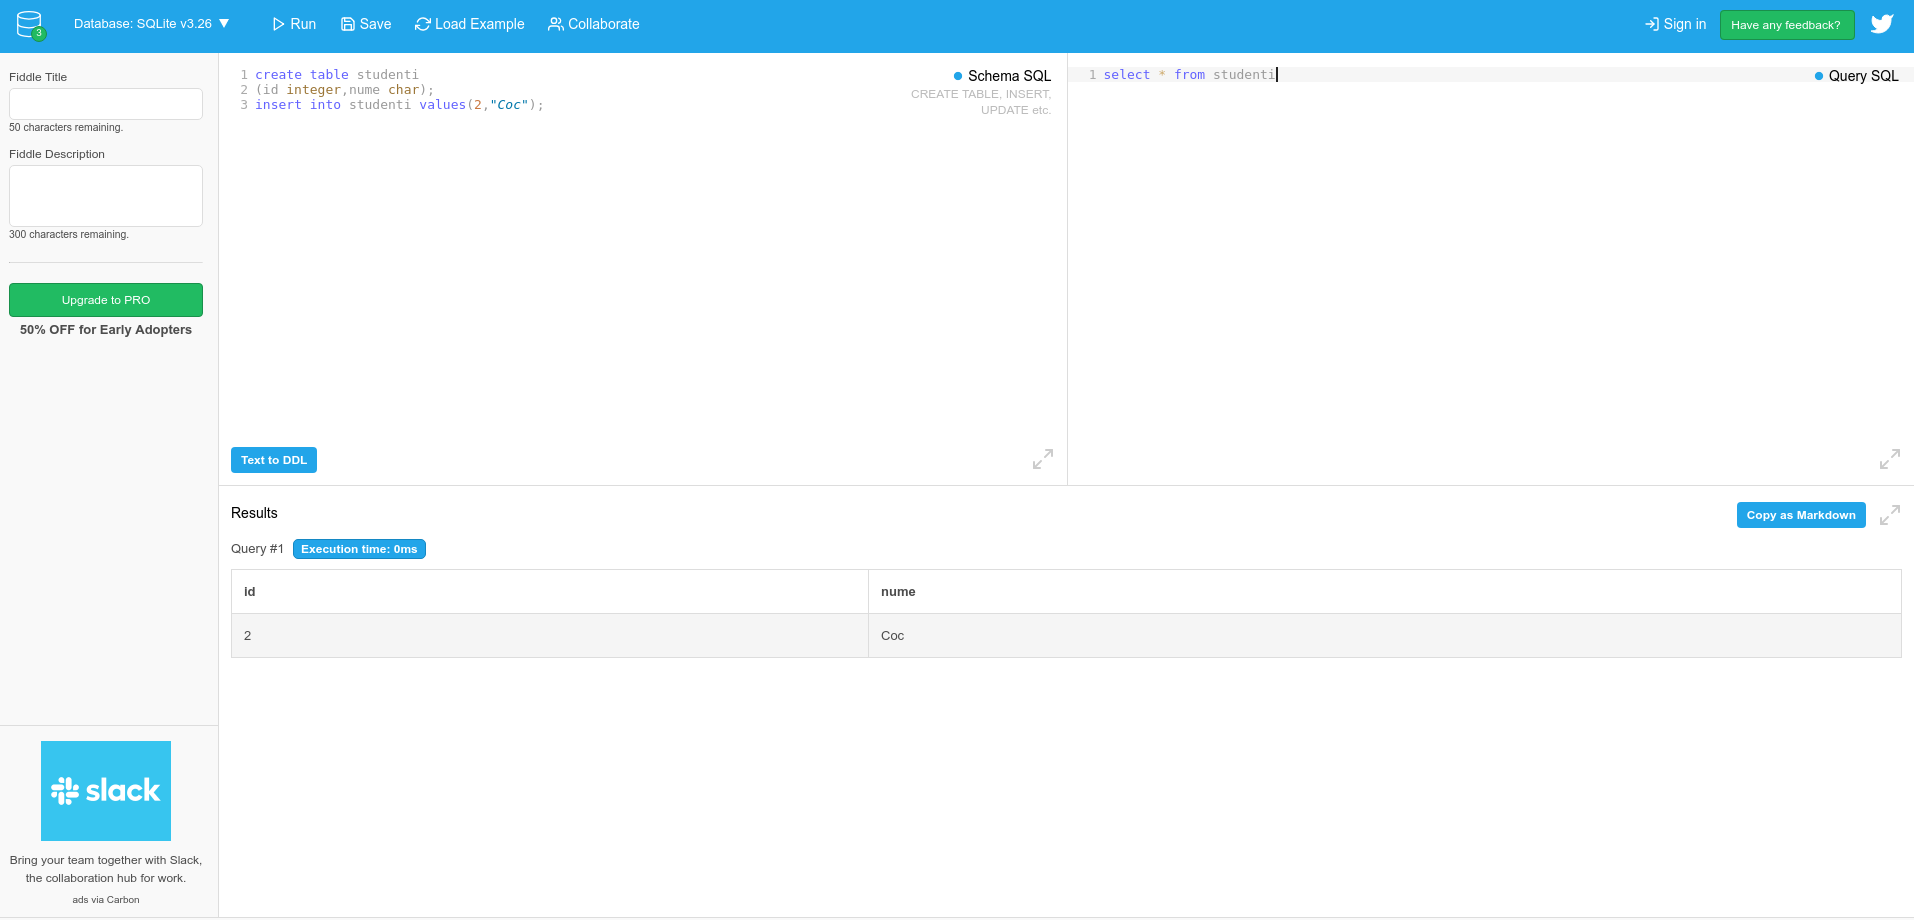 3
Database: SQLite v3.26 ▼
Run
Save
Load Example
Collaborate
Sign in
Have any feedback?
Fiddle Title
50 characters remaining.
Fiddle Description
300 characters remaining.
Upgrade to PRO
50% OFF for Early Adopters
slack
Bring your team together with Slack,
the collaboration hub for work.
ads via Carbon
1 create table studenti
2 (id integer,nume char);
3 insert into studenti values(2,"Coc");
Schema SQL
CREATE TABLE, INSERT,
UPDATE etc.
Text to DDL
1 select * from studenti
Query SQL
Results
Copy as Markdown
Query #1 Execution time: 0ms
id nume
2 Coc